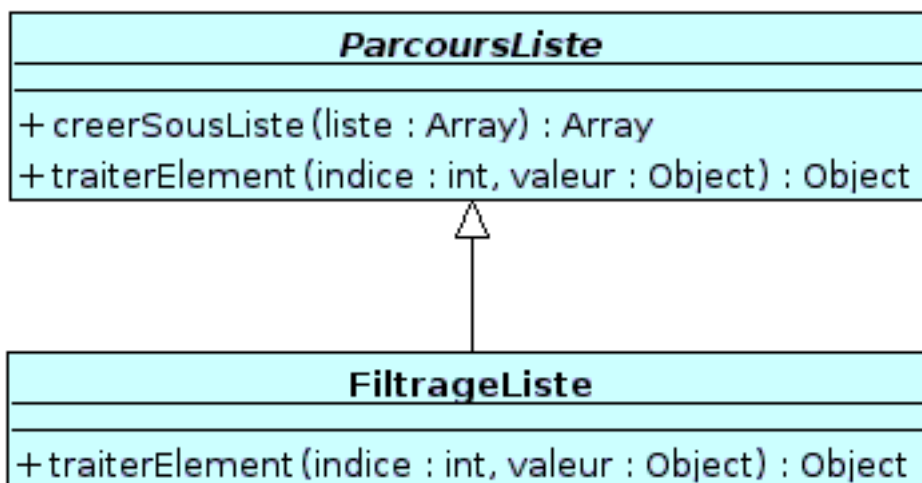 ParcoursListe
+ creerSousListe(liste : Array) : Array
+ traiterElement(indice : int, valeur : Object) : Object
FiltrageListe
+ traiterElement(indice : int, valeur : Object) : Object